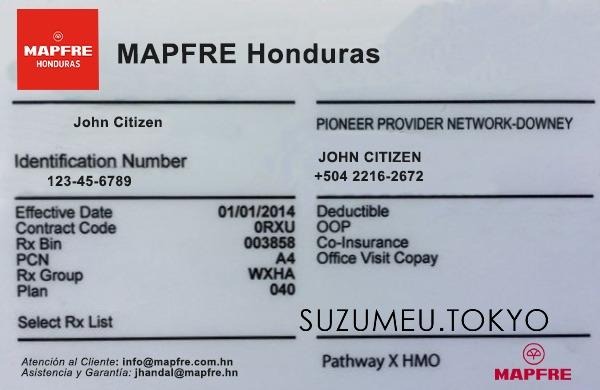 MAPFRE
HONDURAS
MAPFRE Honduras
John Citizen
Identification Number
123-45-6789
PIONEER PROVIDER NETWORK-DOWNEY
JOHN CITIZEN
+504 2216-2672
Effective Date 01/01/2014
Contract Code 0RXU
Rx Bin 003858
PCN A4
Rx Group WXHA
Plan 040
Select Rx List
Deductible
OOP
Co-Insurance
Office Visit Copay
SUZUMEU.TOKYO
Pathway X HMO
Atención al Cliente: info@mapfre.com.hn
Asistencia y Garantía: jhandal@mapfre.hn
MAPFRE